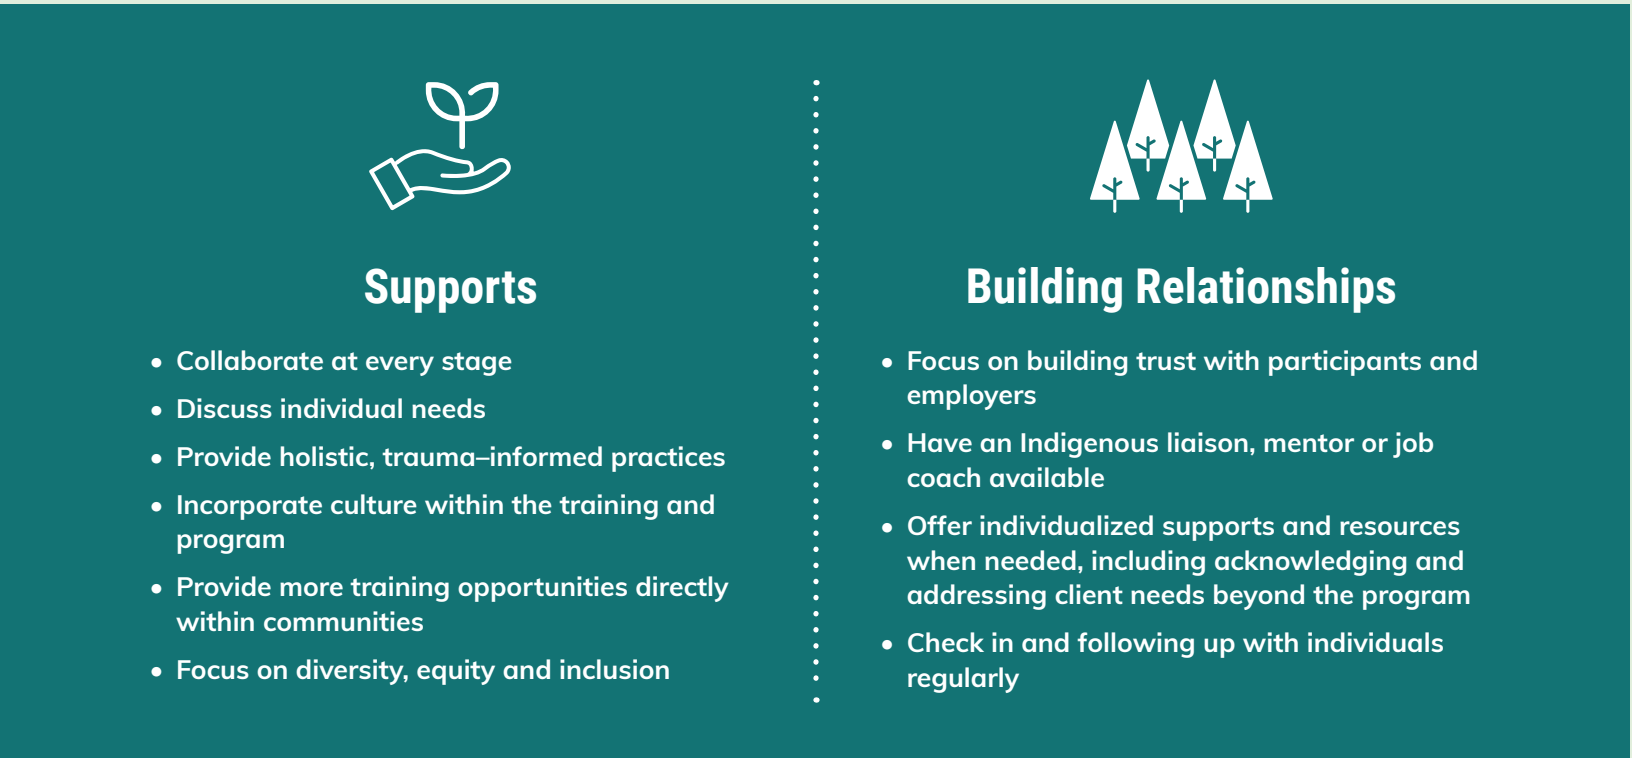 Supports
• Collaborate at every stage
• Discuss individual needs
• Provide holistic, trauma–informed practices
• Incorporate culture within the training and
program
• Provide more training opportunities directly
within communities
• Focus on diversity, equity and inclusion
Building Relationships
• Focus on building trust with participants and
employers
• Have an Indigenous liaison, mentor or job
coach available
• Offer individualized supports and resources
when needed, including acknowledging and
addressing client needs beyond the program
• Check in and following up with individuals
regularly